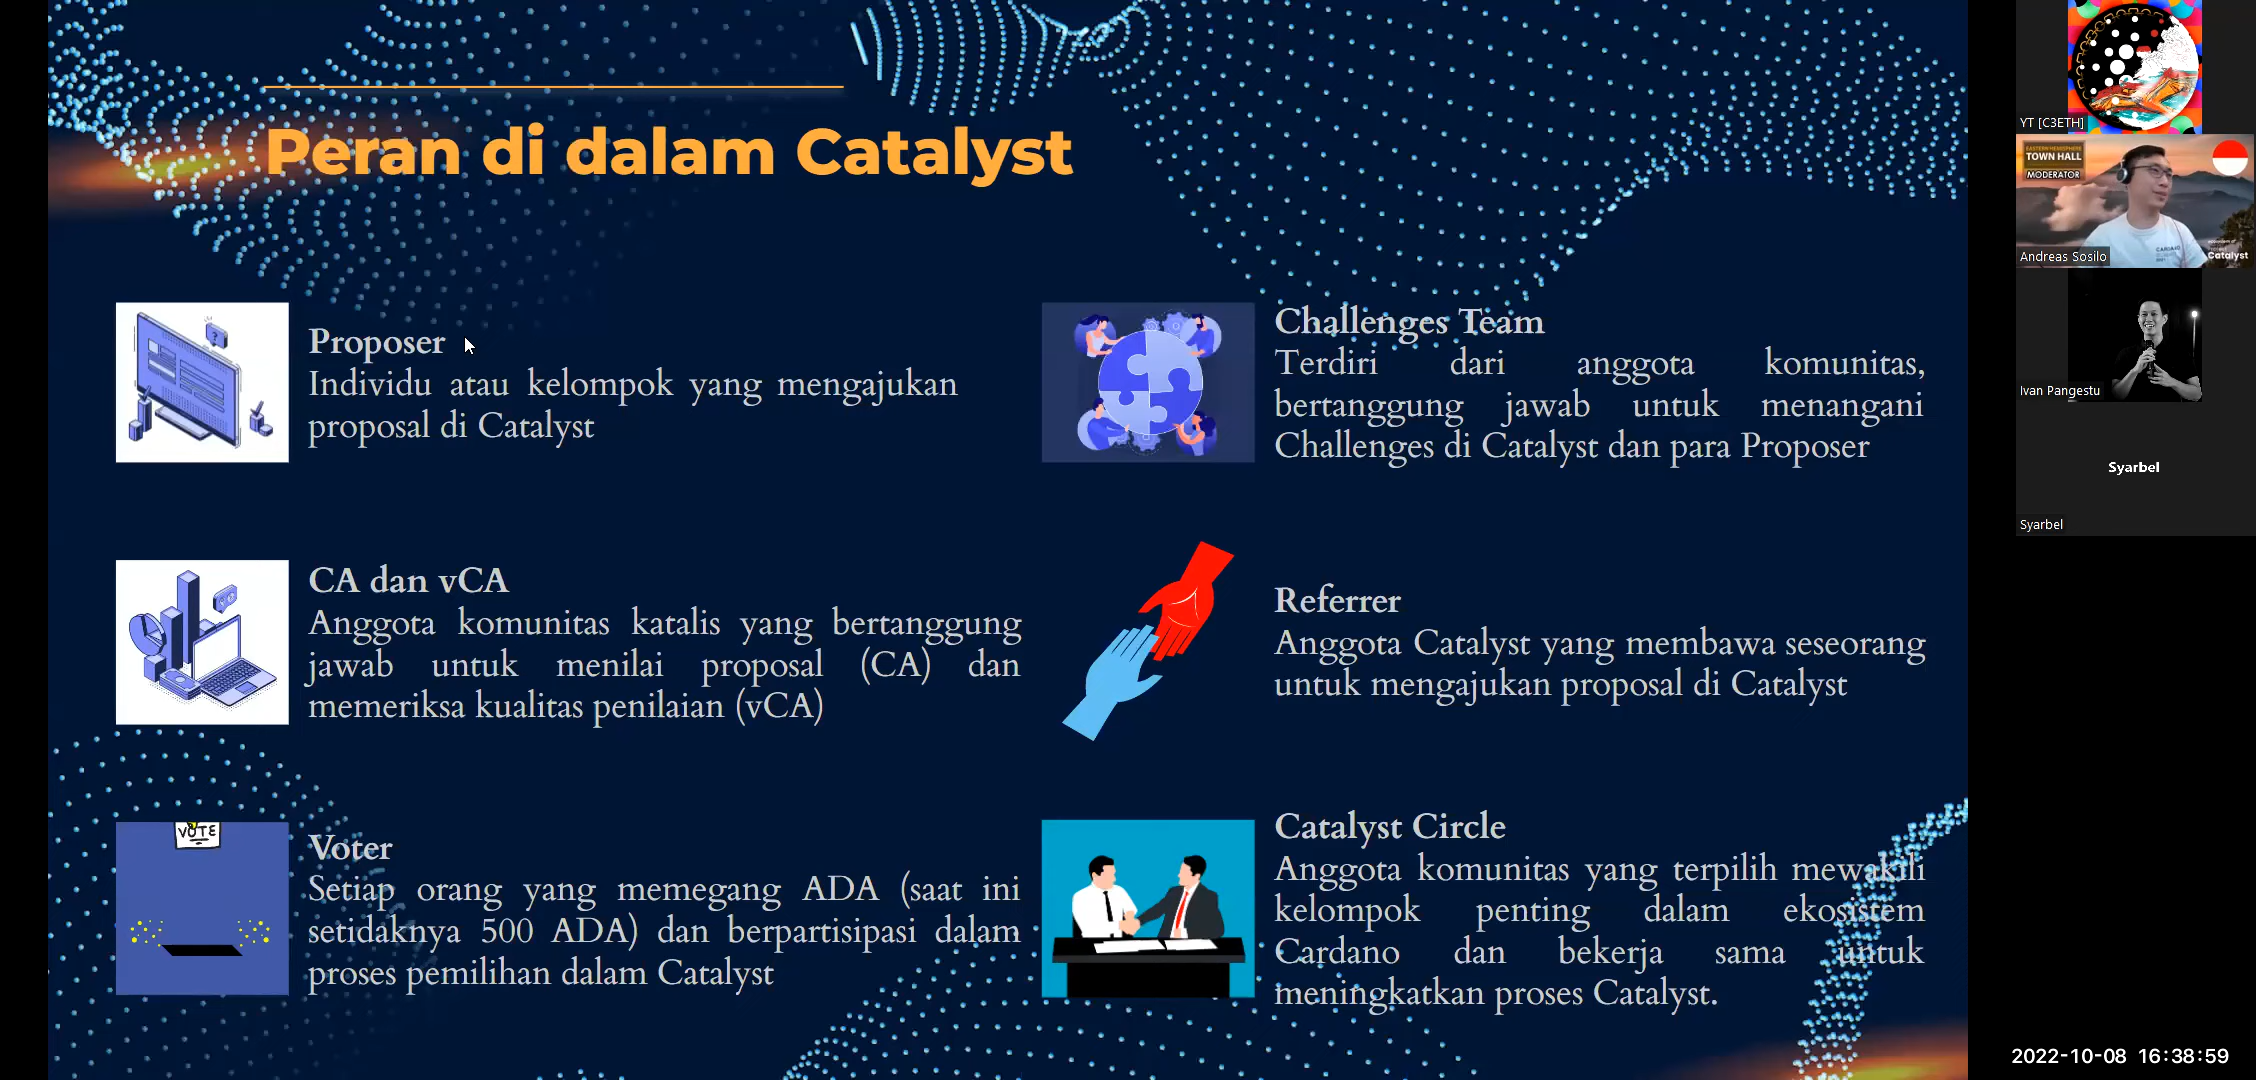 Peran di dalam Catalyst
Proposer
Individu atau kelompok yang mengajukan
proposal di Catalyst
Challenges Team
Terdiri dari anggota komunitas,
bertanggung jawab untuk menangani
Challenges di Catalyst dan para Proposer
CA dan vCA
Anggota komunitas katalis yang bertanggung
jawab untuk menilai proposal (CA) dan
memeriksa kualitas penilaian (vCA)
Referrer
Anggota Catalyst yang membawa seseorang
untuk mengajukan proposal di Catalyst
VOTE
Voter
Setiap orang yang memegang ADA (saat ini
setidaknya 500 ADA) dan berpartisipasi dalam
proses pemilihan dalam Catalyst
Catalyst Circle
Anggota komunitas yang terpilih mewakili
kelompok penting dalam ekosistem
Cardano dan bekerja sama untuk
meningkatkan proses Catalyst.
YT [C3ETH]
EASTERN HEMISPHERE
TOWN HALL
MODERATOR
Catalyst
Andreas Sosilo
Ivan Pangestu
Syarbel
Syarbel
2022-10-08 16:38:59